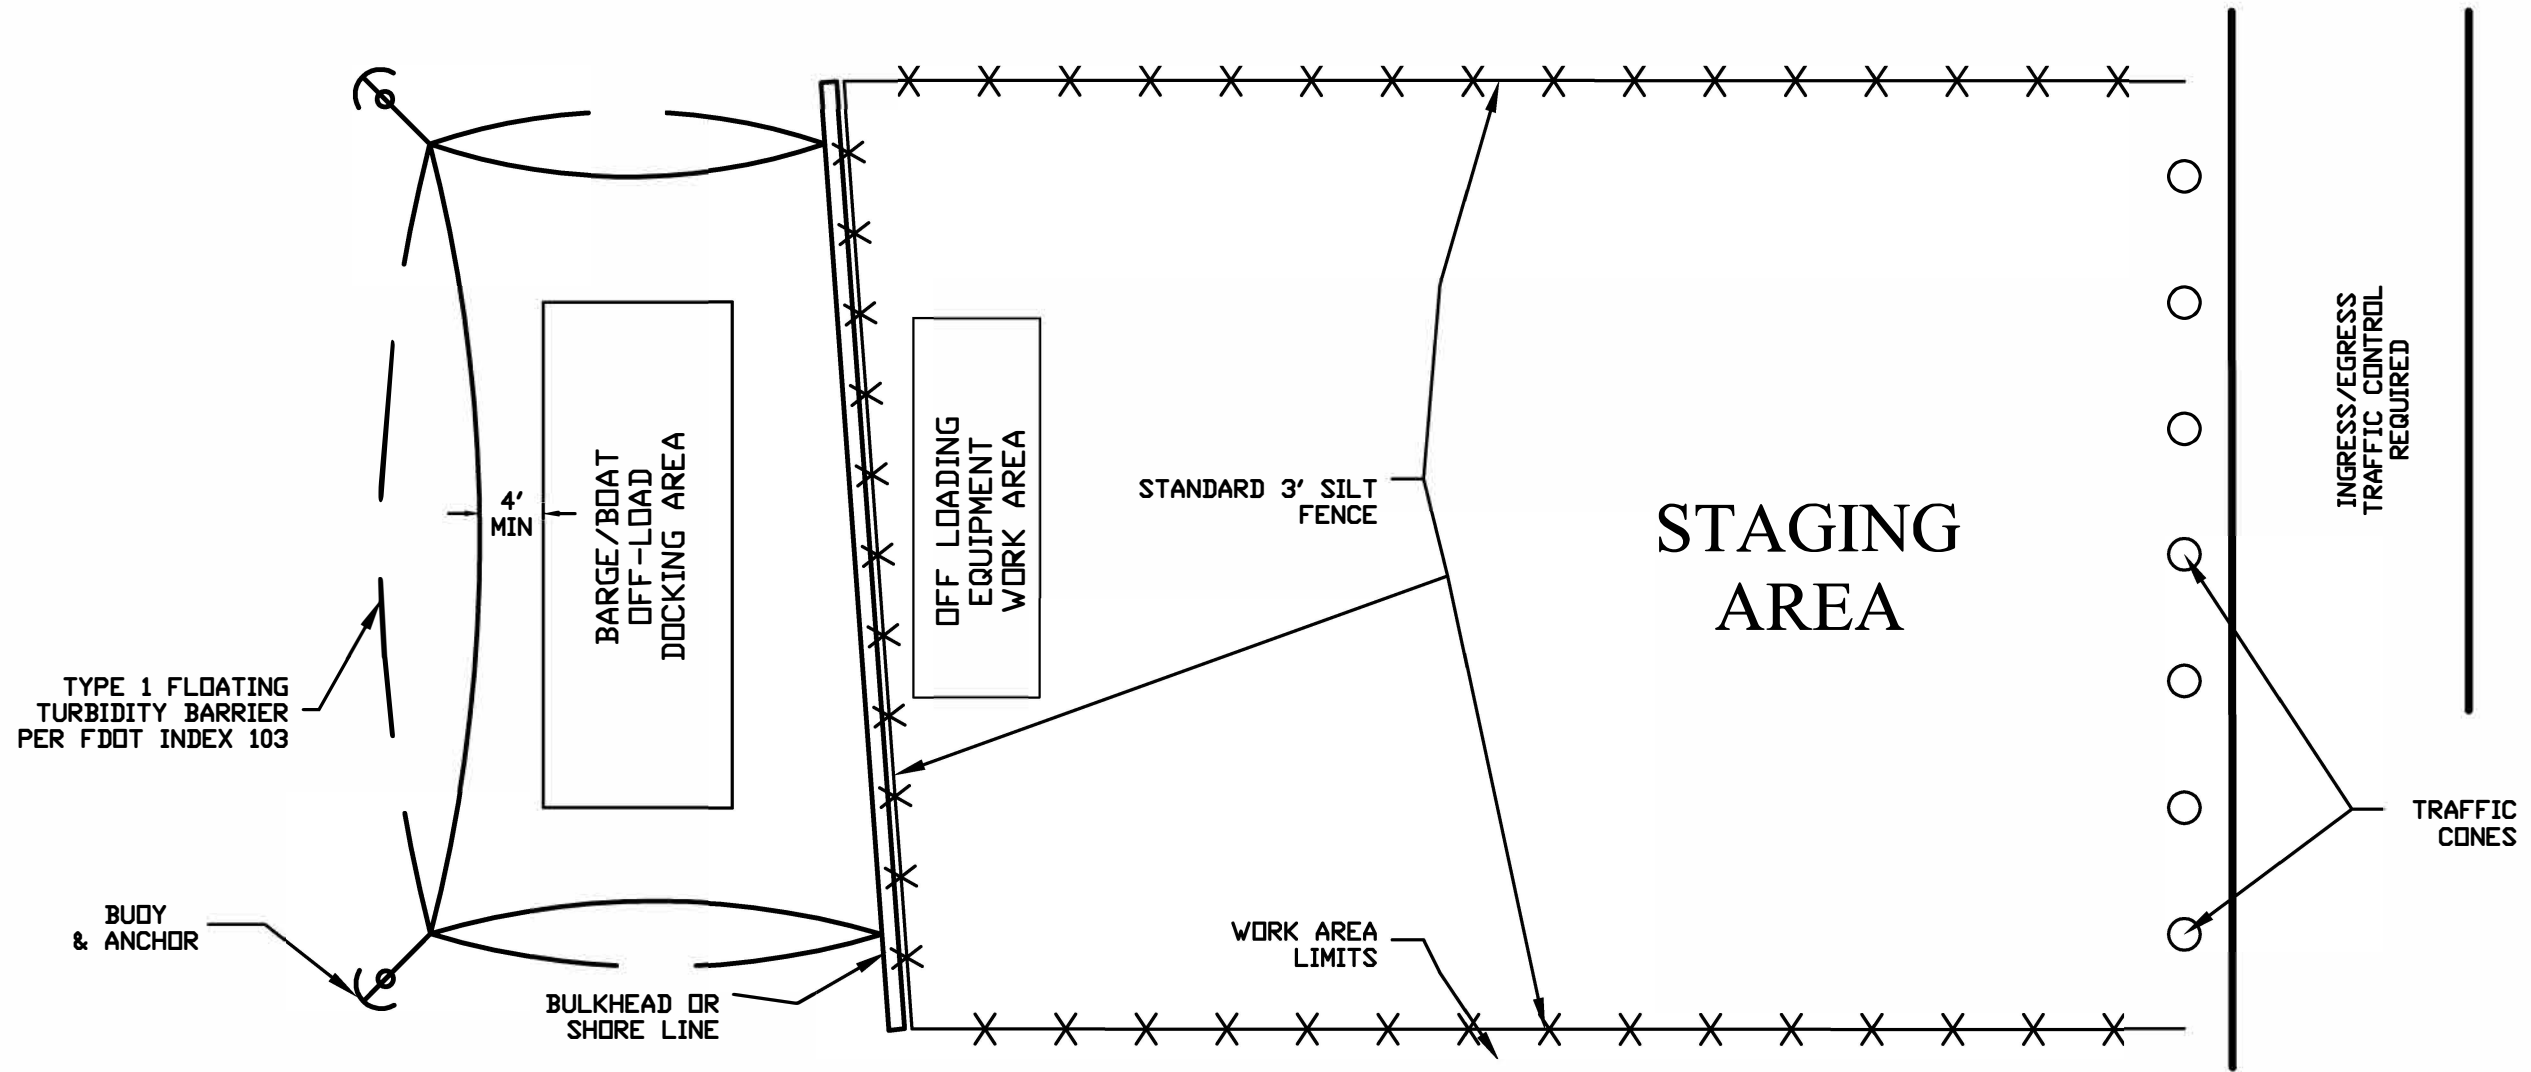 4'
MIN
BARGE/BOAT
OFF-LOAD
DOCKING AREA
OFF LOADING
EQUIPMENT
WORK AREA
STANDARD 3' SILT
FENCE
STAGING
AREA
INGRESS/EGRESS
TRAFFIC CONTROL
REQUIRED
TYPE 1 FLOATING
TURBIDITY BARRIER
PER FDOT INDEX 103
TRAFFIC
CONES
BUOY
& ANCHOR
WORK AREA
LIMITS
BULKHEAD OR
SHORE LINE